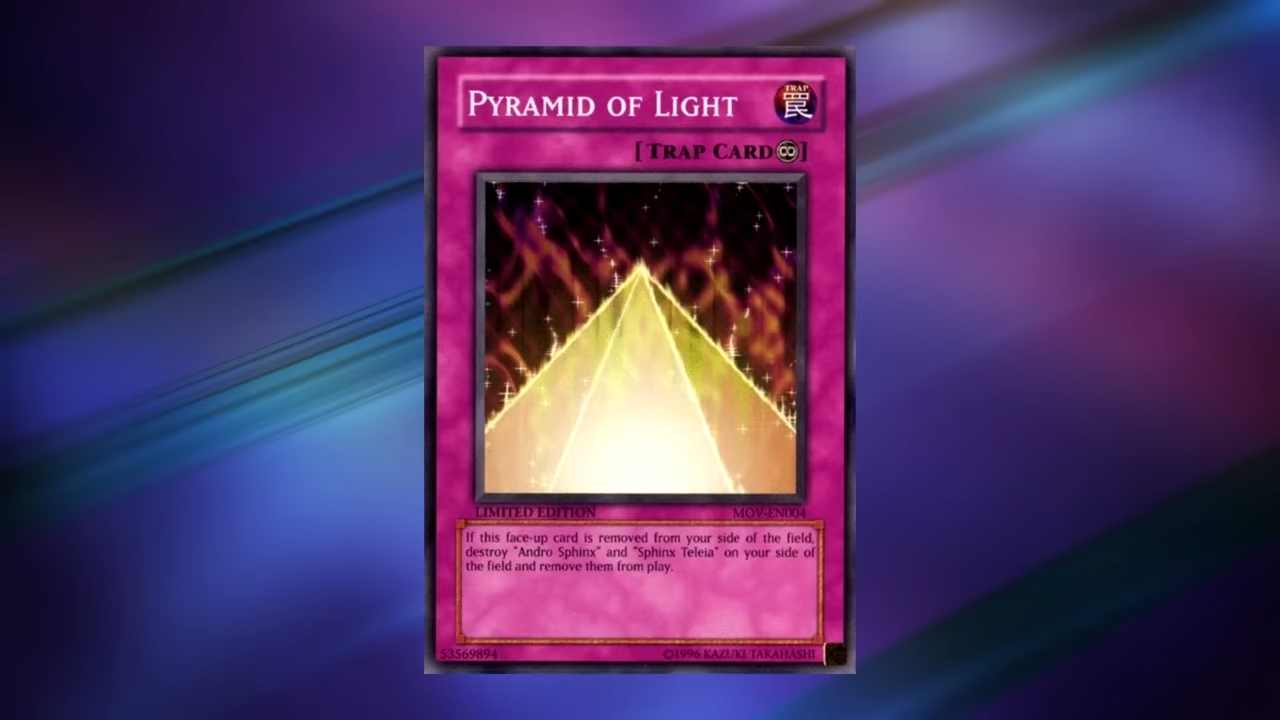 PYRAMID OF LIGHT
TRAP
罠
[TRAP CARD∞]
LIMITED EDITION
MOV-EN004
If this face-up card is removed from your side of the field,
destroy "Andro Sphinx" and "Sphinx Teleia" on your side of
the field and remove them from play.
53569894
©1996 KAZUKI TAKAHASHI